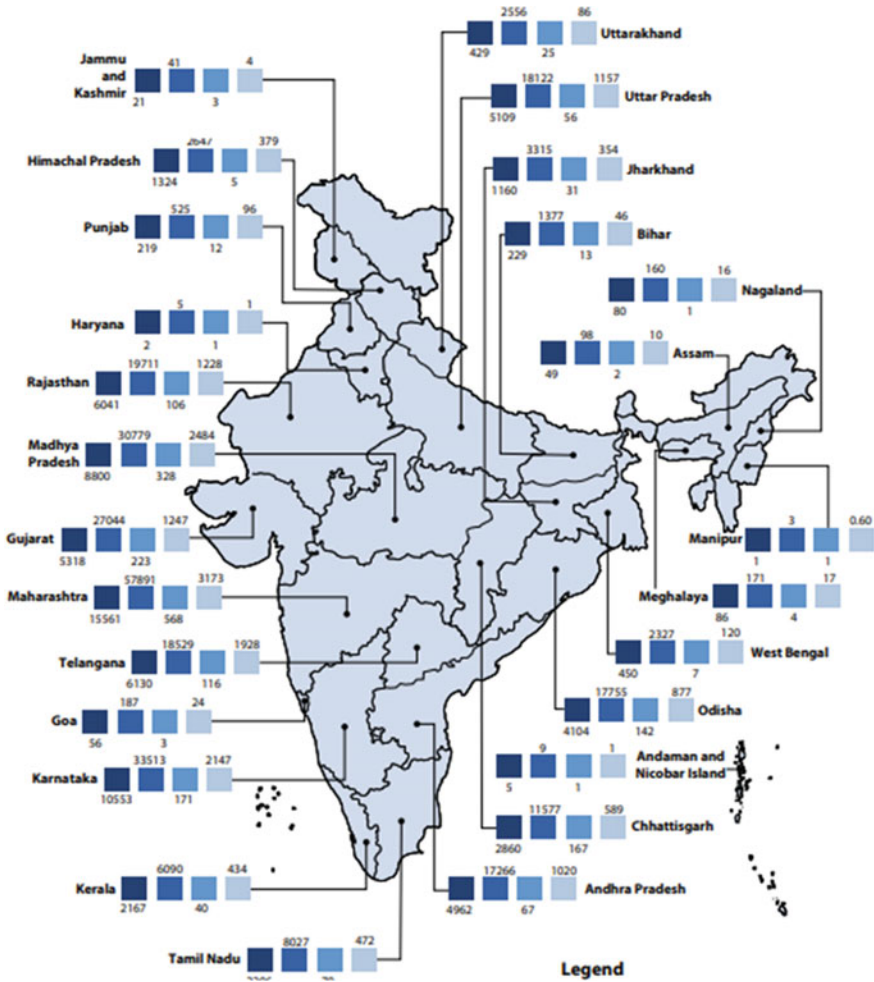 2556 86
Uttarakhand
429 25
41 4
Jammu
and
Kashmir
21 3
18122 1157
Uttar Pradesh
5109 56
2647 379
Himachal Pradesh
1324 5
3315 354
Jharkhand
1160 31
525 96
Punjab
219 12
1377 46
Bihar
229 13
160 16
Nagaland
80 1
5 1
Haryana
2 1
98 10
Assam
49 2
19711 1228
Rajasthan
6041 106
30779 2484
Madhya
Pradesh
8800 328
27044 1247
Gujarat
5318 223
3 0.60
Manipur
1 1
57891 3173
Maharashtra
15561 568
171 17
Meghalaya
86 4
18529 1928
Telangana
6130 116
2327 120
West Bengal
450 7
187 24
Goa
56 3
17755 877
Odisha
4104 142
33513 2147
Karnataka
10553 171
9 1
Andaman and
Nicobar Island
5 1
11577 589
Chhattisgarh
2860 167
6090 434
Kerala
2167 40
17266 1020
Andhra Pradesh
4962 67
8027 472
Tamil Nadu
Legend